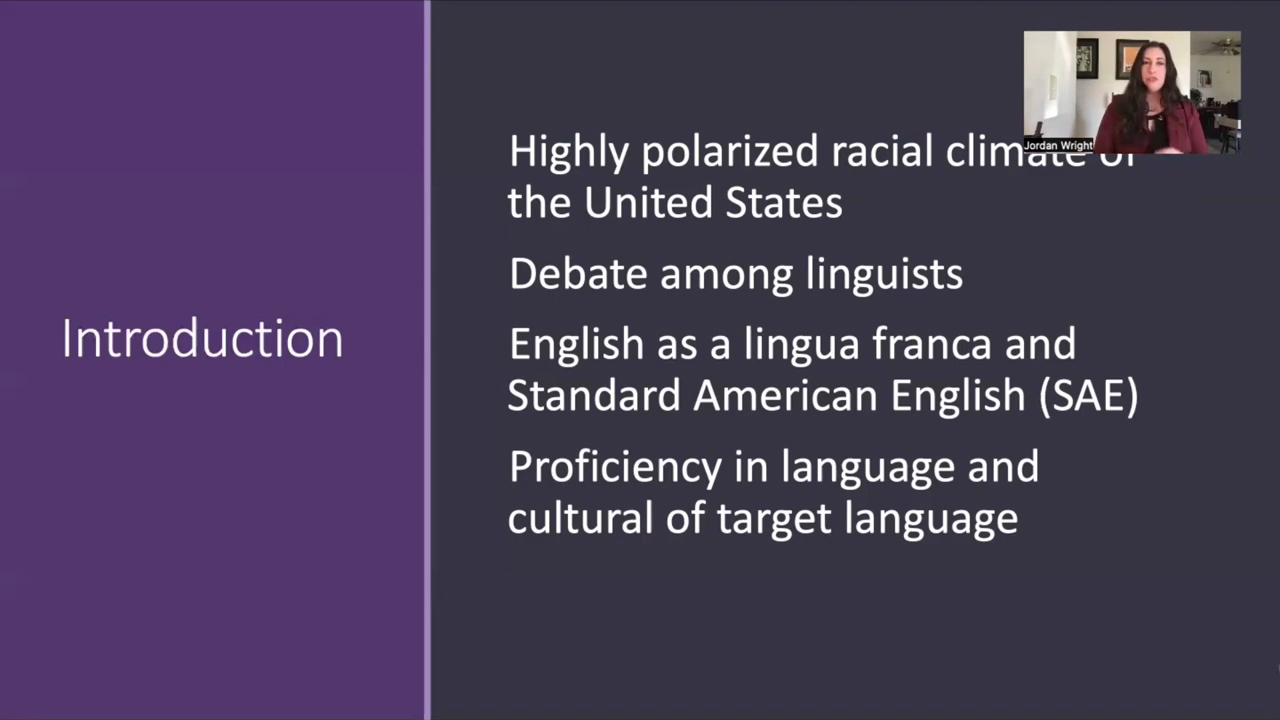 Introduction
Highly polarized racial climate of
the United States
Debate among linguists
English as a lingua franca and
Standard American English (SAE)
Proficiency in language and
cultural of target language
Jordan Wright